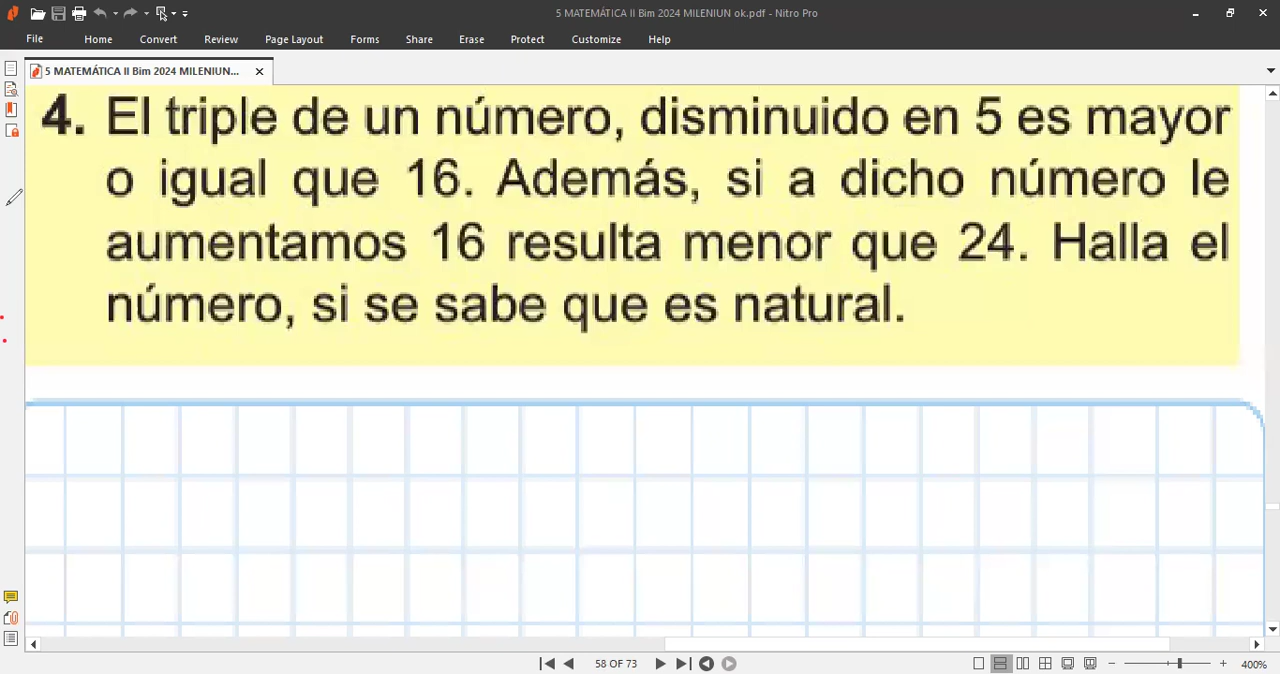 5 MATEMÁTICA II Bim 2024 MILENIUN ok.pdf - Nitro Pro
File Home Convert Review Page Layout Forms Share Erase Protect Customize Help
5 MATEMÁTICA II Bim 2024 MILENIUN...
4. El triple de un número, disminuido en 5 es mayor
o igual que 16. Además, si a dicho número le
aumentamos 16 resulta menor que 24. Halla el
número, si se sabe que es natural.
58 OF 73
400%